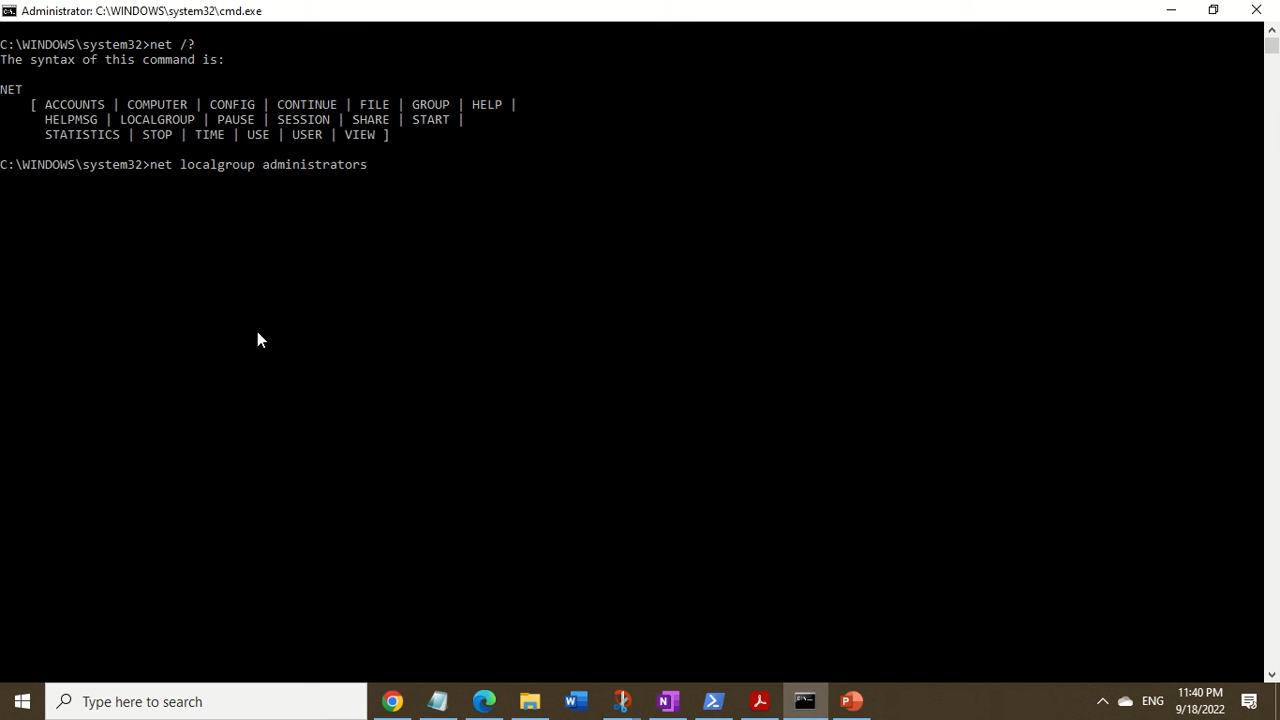 Administrator: C:\WINDOWS\system32\cmd.exe
C:\WINDOWS\system32>net /?
The syntax of this command is:
NET
[ ACCOUNTS | COMPUTER | CONFIG | CONTINUE | FILE | GROUP | HELP |
HELPMSG | LOCALGROUP | PAUSE | SESSION | SHARE | START |
STATISTICS | STOP | TIME | USE | USER | VIEW ]
C:\WINDOWS\system32>net localgroup administrators
Type here to search
ENG
11:40 PM
9/18/2022